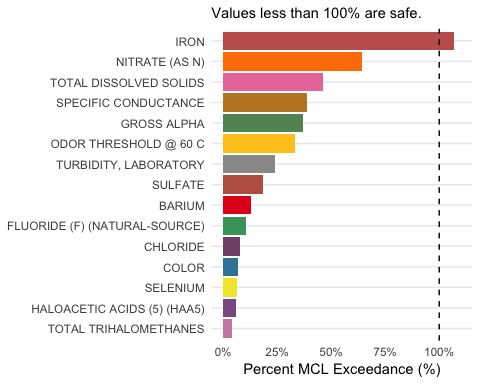 Values less than 100% are safe.
IRON
NITRATE (AS N)
TOTAL DISSOLVED SOLIDS
SPECIFIC CONDUCTANCE
GROSS ALPHA
ODOR THRESHOLD @ 60 C
TURBIDITY, LABORATORY
SULFATE
BARIUM
FLUORIDE (F) (NATURAL-SOURCE)
CHLORIDE
COLOR
SELENIUM
HALOACETIC ACIDS (5) (HAA5)
TOTAL TRIHALOMETHANES
0% 25% 50% 75% 100%
Percent MCL Exceedance (%)